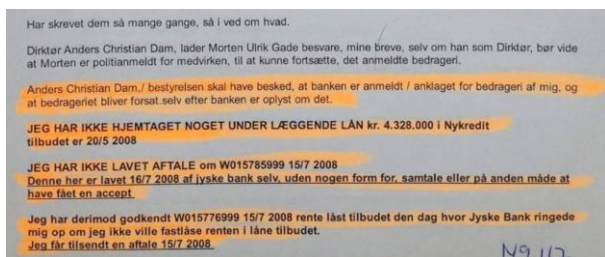 Har skrevet dem så mange gange, så i ved om hvad.
Direktør Anders Christian Dam, lader Morten Ulrik Gade besvare, mine breve, selv om han som Direktør, bør vide
at Morten er politianmeldt for medvirken, til at kunne fortsætte, det anmeldte bedrageri.
Anders Christian Dam,/ bestyrelsen skal have besked, at banken er anmeldt / anklaget for bedrageri af mig, og
at bedrageriet bliver forsat.selv efter banken er oplyst om det.
JEG HAR IKKE HJEMTAGET NOGET UNDER LÆGGENDE LÅN kr. 4.328.000 i Nykredit
tilbudet er 20/5 2008
JEG HAR IKKE LAVET AFTALE om W015785999 15/7 2008
Denne her er lavet 16/7 2008 af jyske bank selv, uden nogen form for, samtale eller på anden måde at
have fået en accept
Jeg har derimod godkendt W015776999 15/7 2008 rente låst tilbudet den dag hvor Jyske Bank ringede
mig op om jeg ikke ville fastlåse renten i låne tilbudet.
Jeg får tilsendt en aftale 15/7 2008